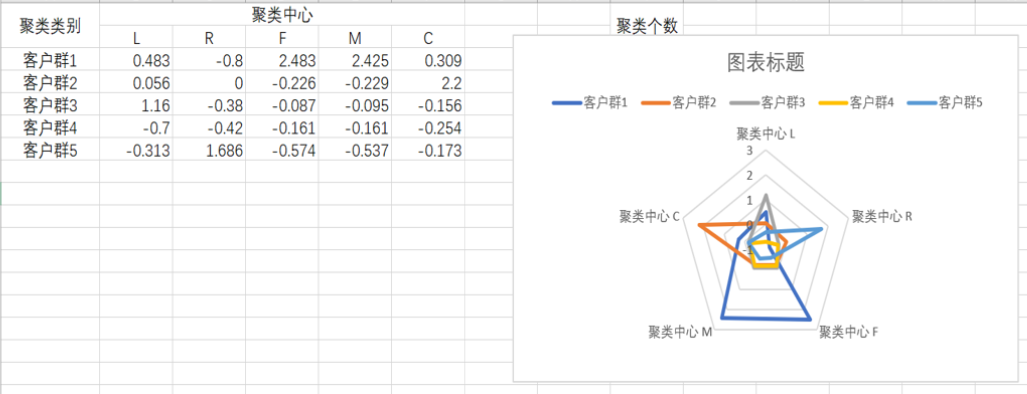 聚类类别 聚类中心 聚类个数
L R F M C
客户群1 0.483 -0.8 2.483 2.425 0.309
客户群2 0.056 0 -0.226 -0.229 2.2
客户群3 1.16 -0.38 -0.087 -0.095 -0.156
客户群4 -0.7 -0.42 -0.161 -0.161 -0.254
客户群5 -0.313 1.686 -0.574 -0.537 -0.173
图表标题
客户群1 客户群2 客户群3 客户群4 客户群5
聚类中心 L
3
2
1
0
-1
聚类中心 C 聚类中心 R
聚类中心 M 聚类中心 F